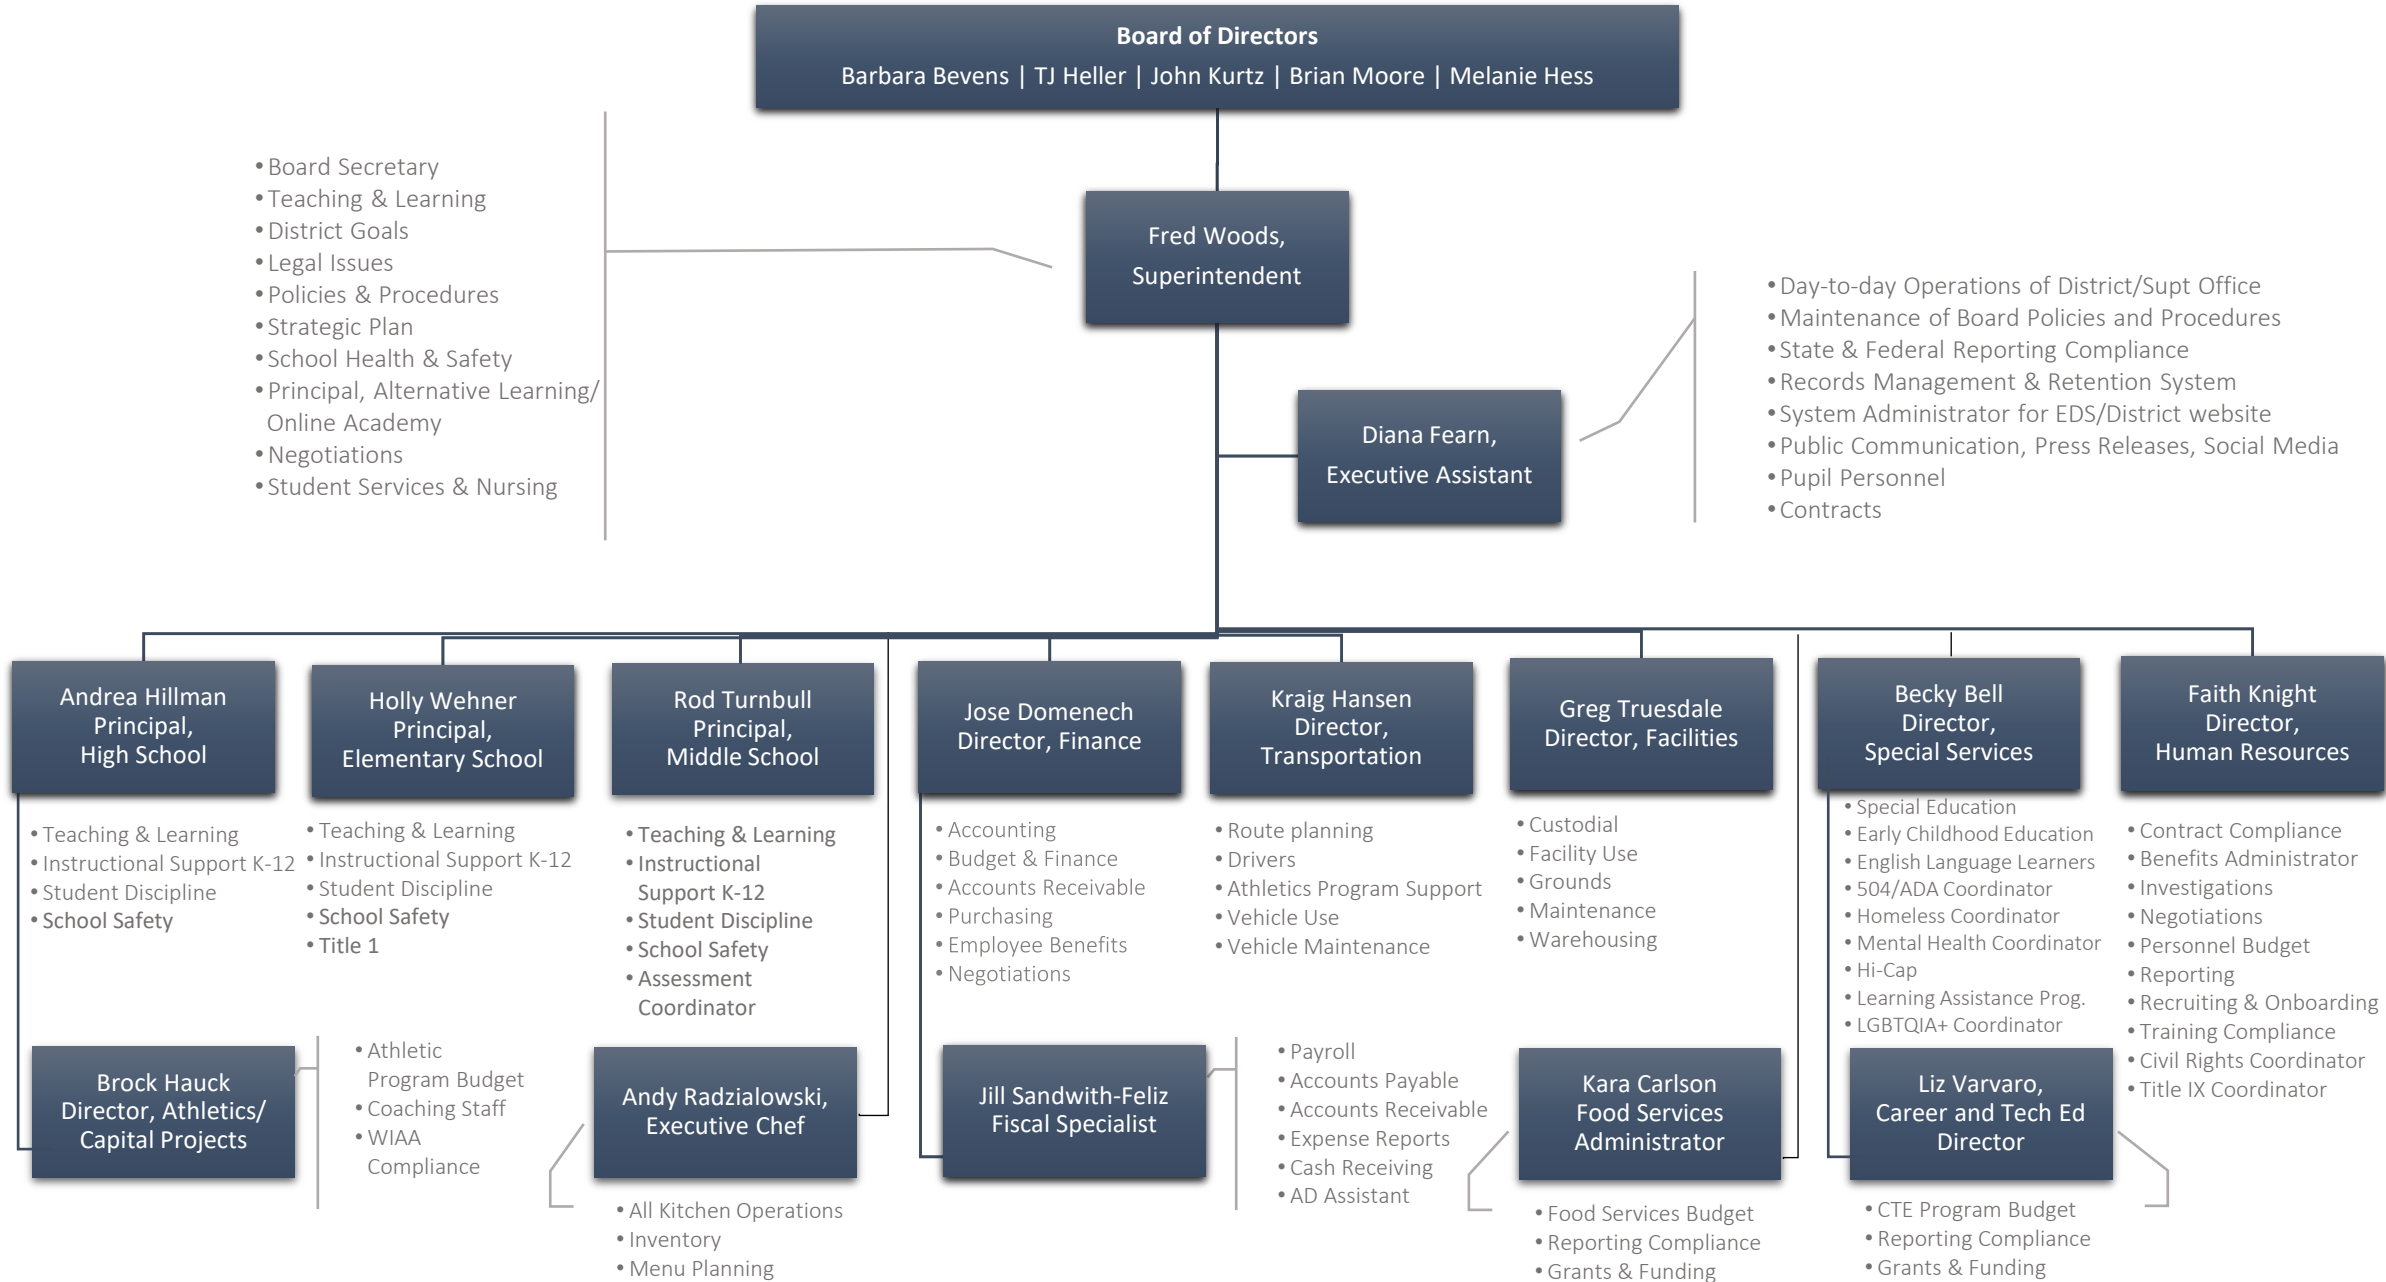 Board of Directors
Barbara Bevens | TJ Heller | John Kurtz | Brian Moore | Melanie Hess
• Board Secretary
• Teaching & Learning
• District Goals
• Legal Issues
• Policies & Procedures
• Strategic Plan
• School Health & Safety
• Principal, Alternative Learning/
Online Academy
• Negotiations
• Student Services & Nursing
Fred Woods,
Superintendent
• Day-to-day Operations of District/Supt Office
• Maintenance of Board Policies and Procedures
• State & Federal Reporting Compliance
• Records Management & Retention System
• System Administrator for EDS/District website
• Public Communication, Press Releases, Social Media
• Pupil Personnel
• Contracts
Diana Fearn,
Executive Assistant
Andrea Hillman
Principal,
High School
• Teaching & Learning
• Instructional Support K-12
• Student Discipline
• School Safety
Holly Wehner
Principal,
Elementary School
• Teaching & Learning
• Instructional Support K-12
• Student Discipline
• School Safety
• Title 1
Rod Turnbull
Principal,
Middle School
• Teaching & Learning
• Instructional
Support K-12
• Student Discipline
• School Safety
• Assessment
Coordinator
Jose Domenech
Director, Finance
• Accounting
• Budget & Finance
• Accounts Receivable
• Purchasing
• Employee Benefits
• Negotiations
Kraig Hansen
Director,
Transportation
• Route planning
• Drivers
• Athletics Program Support
• Vehicle Use
• Vehicle Maintenance
Greg Truesdale
Director, Facilities
• Custodial
• Facility Use
• Grounds
• Maintenance
• Warehousing
Becky Bell
Director,
Special Services
• Special Education
• Early Childhood Education
• English Language Learners
• 504/ADA Coordinator
• Homeless Coordinator
• Mental Health Coordinator
• Hi-Cap
• Learning Assistance Prog.
• LGBTQIA+ Coordinator
Faith Knight
Director,
Human Resources
• Contract Compliance
• Benefits Administrator
• Investigations
• Negotiations
• Personnel Budget
• Reporting
• Recruiting & Onboarding
• Training Compliance
• Civil Rights Coordinator
• Title IX Coordinator
Brock Hauck
Director, Athletics/
Capital Projects
• Athletic
Program Budget
• Coaching Staff
• WIAA
Compliance
Andy Radzialowski,
Executive Chef
• All Kitchen Operations
• Inventory
• Menu Planning
Jill Sandwith-Feliz
Fiscal Specialist
• Payroll
• Accounts Payable
• Accounts Receivable
• Expense Reports
• Cash Receiving
• AD Assistant
Kara Carlson
Food Services
Administrator
• Food Services Budget
• Reporting Compliance
• Grants & Funding
Liz Varvaro,
Career and Tech Ed
Director
• CTE Program Budget
• Reporting Compliance
• Grants & Funding